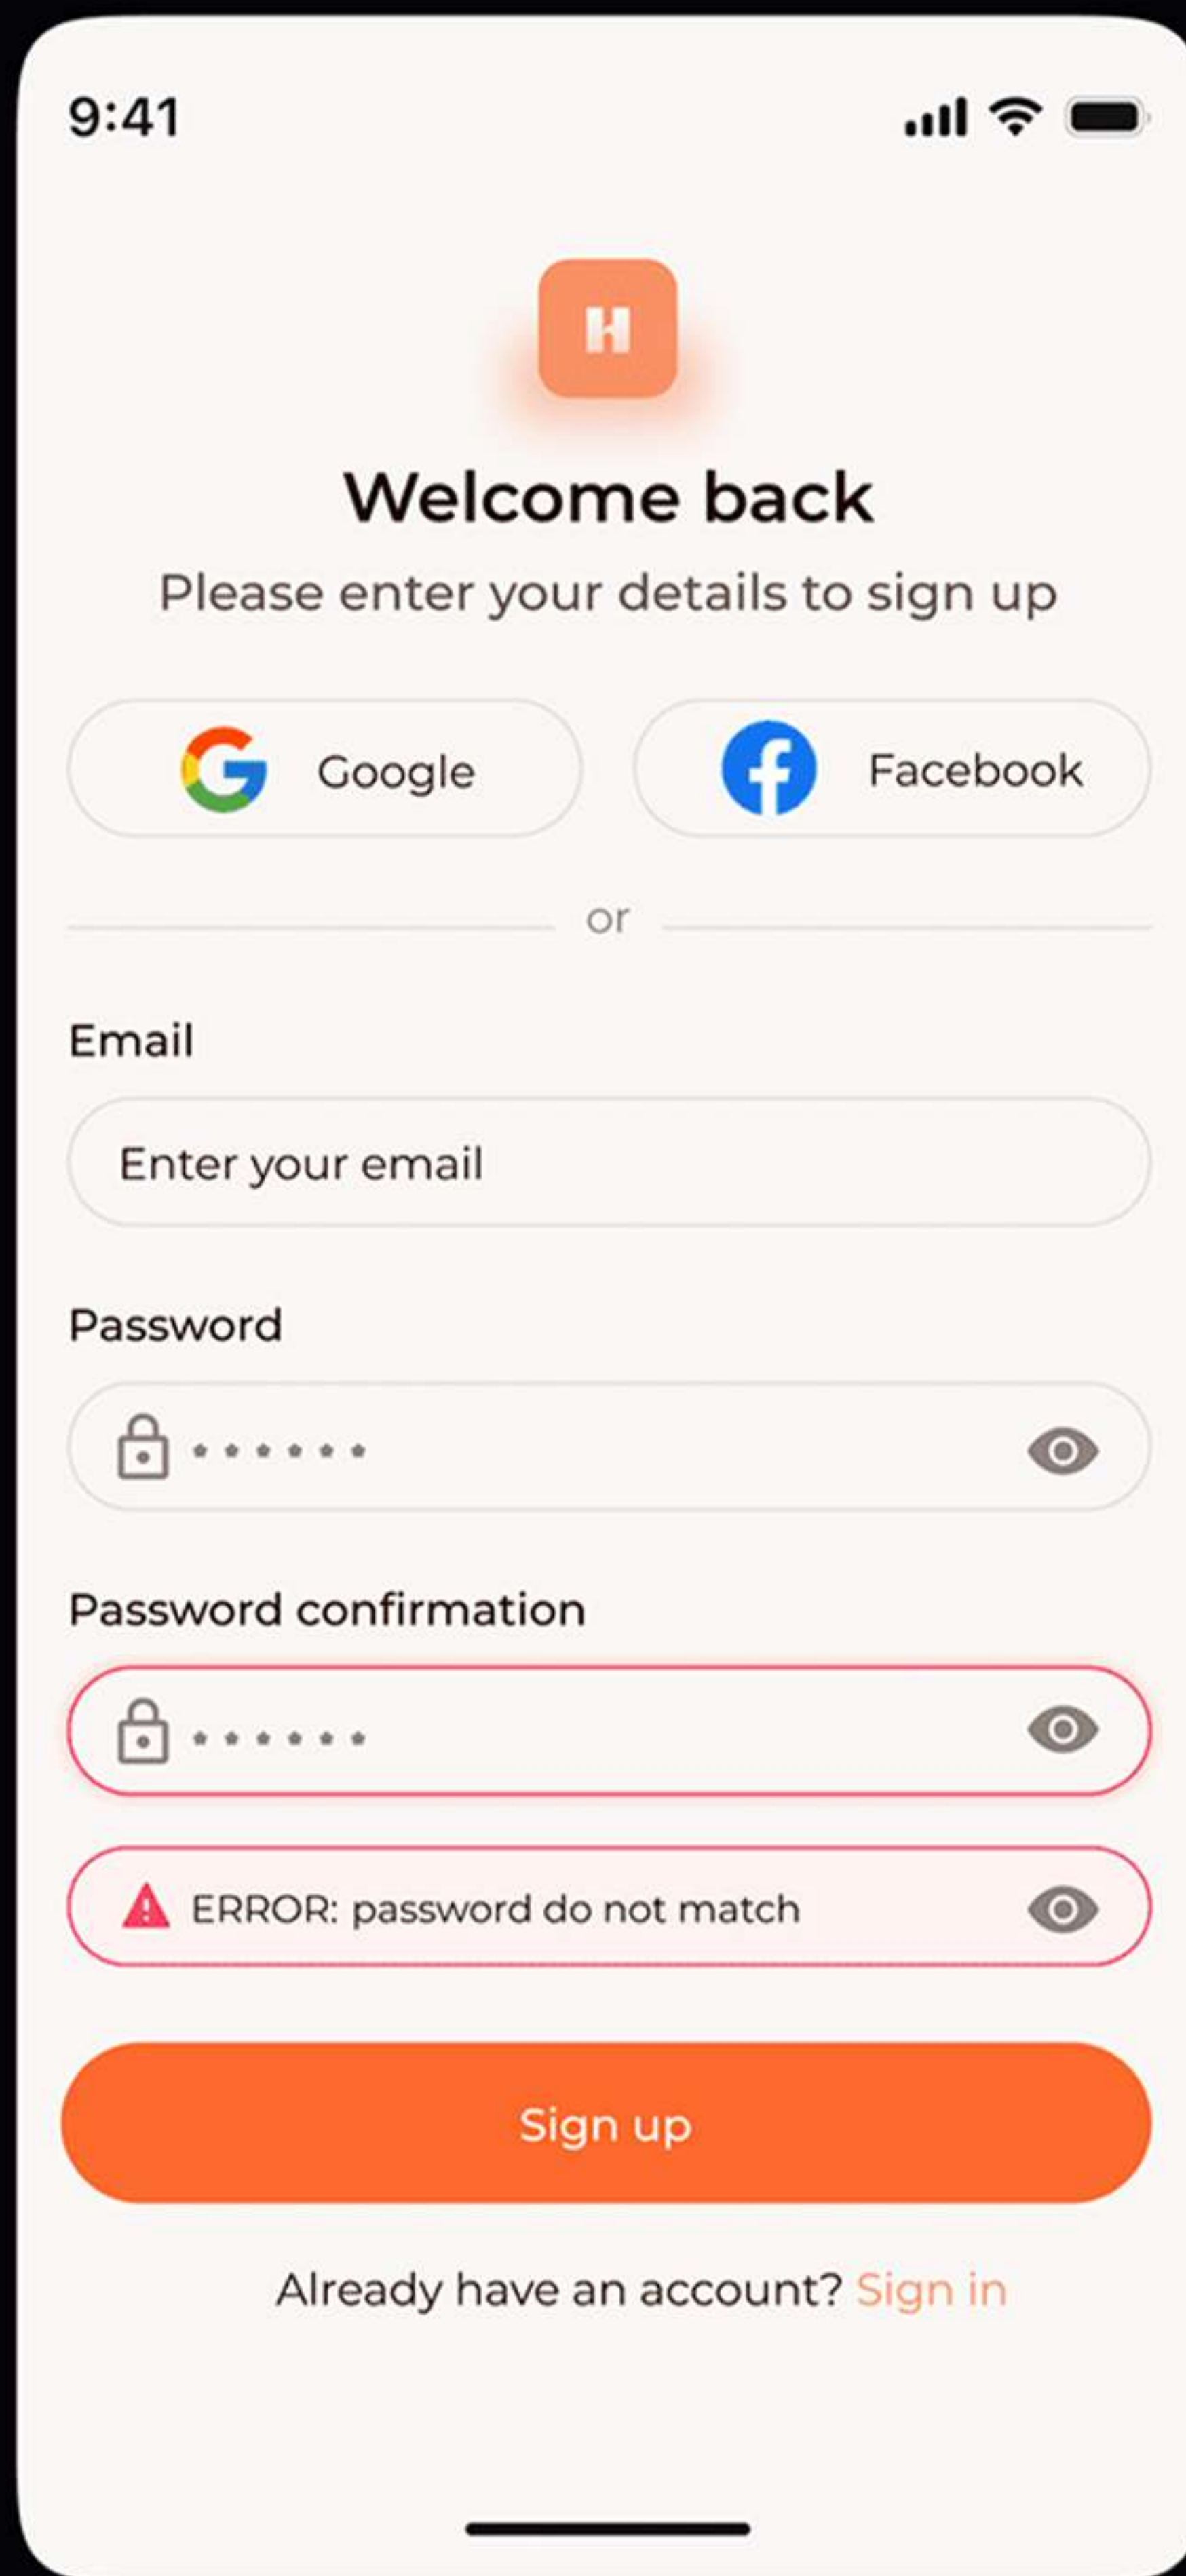 9:41
H
Welcome back
Please enter your details to sign up
Google
Facebook
or
Email
Enter your email
Password
******
Password confirmation
******
ERROR: password do not match
Sign up
Already have an account? Sign in